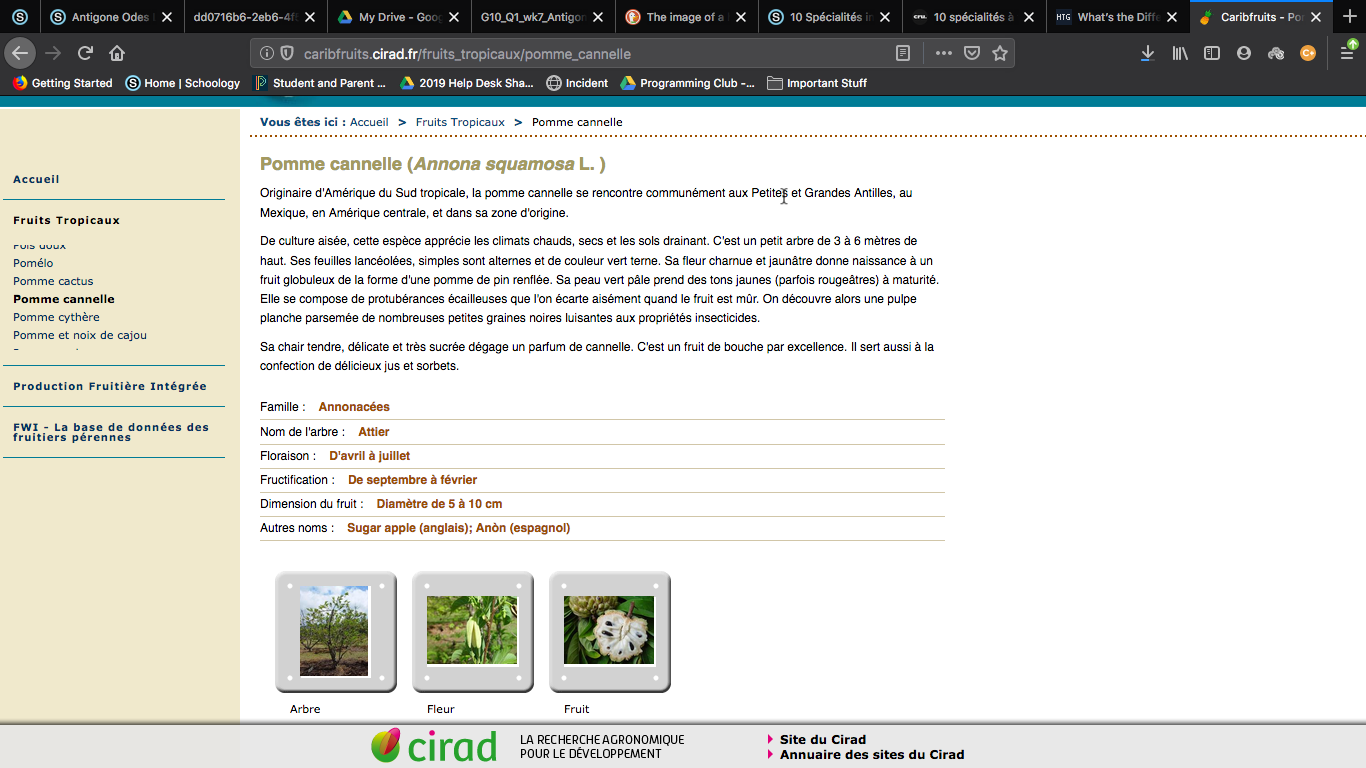 Antigone Odes
dd0716b6-2eb6-4f
My Drive - Goog
G10_Q1_wk7_Antigon
The image of a
10 Spécialités
10 spécialités à
HTG What's the Diffe
Caribfruits - Po
caribfruits.cirad.fr/fruits_tropicaux/pomme_cannelle
Getting Started
Home | Schoology
Student and Parent ...
2019 Help Desk Sha...
Incident
Programming Club -...
Important Stuff
Vous êtes ici : Accueil > Fruits Tropicaux > Pomme cannelle
Accueil
Fruits Tropicaux
Pois doux
Pomélo
Pomme cactus
Pomme cannelle
Pomme cythère
Pomme et noix de cajou
Production Fruitière Intégrée
FWI - La base de données des
fruitiers pérennes
Pomme cannelle (Annona squamosa L. )
Originaire d'Amérique du Sud tropicale, la pomme cannelle se rencontre communément aux Petites et Grandes Antilles, au
Mexique, en Amérique centrale, et dans sa zone d'origine.
De culture aisée, cette espèce apprécie les climats chauds, secs et les sols drainant. C'est un petit arbre de 3 à 6 mètres de
haut. Ses feuilles lancéolées, simples sont alternes et de couleur vert terne. Sa fleur charnue et jaunâtre donne naissance à un
fruit globuleux de la forme d'une pomme de pin renflée. Sa peau vert pâle prend des tons jaunes (parfois rougeâtres) à maturité.
Elle se compose de protubérances écailleuses que l'on écarte aisément quand le fruit est mûr. On découvre alors une pulpe
planche parsemée de nombreuses petites graines noires luisantes aux propriétés insecticides.
Sa chair tendre, délicate et très sucrée dégage un parfum de cannelle. C'est un fruit de bouche par excellence. Il sert aussi à la
confection de délicieux jus et sorbets.
Famille : Annonacées
Nom de l'arbre : Attier
Floraison : D'avril à juillet
Fructification : De septembre à février
Dimension du fruit : Diamètre de 5 à 10 cm
Autres noms : Sugar apple (anglais); Anòn (espagnol)
Arbre
Fleur
Fruit
cirad
LA RECHERCHE AGRONOMIQUE
POUR LE DÉVELOPPEMENT
Site du Cirad
Annuaire des sites du Cirad